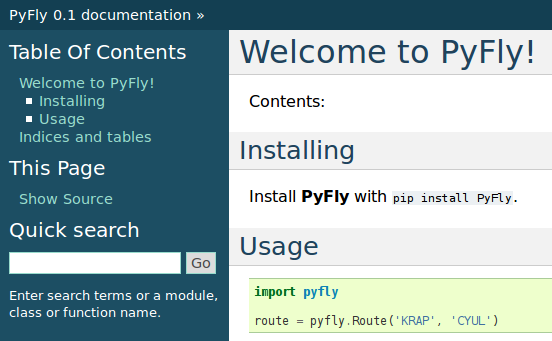 PyFly 0.1 documentation »
Table Of Contents
Welcome to PyFly!
Installing
Usage
Indices and tables
This Page
Show Source
Quick search
Go
Enter search terms or a module,
class or function name.
Welcome to PyFly!
Contents:
Installing
Install PyFly with pip install PyFly.
Usage
import pyfly
route = pyfly.Route('KRAP', 'CYUL')